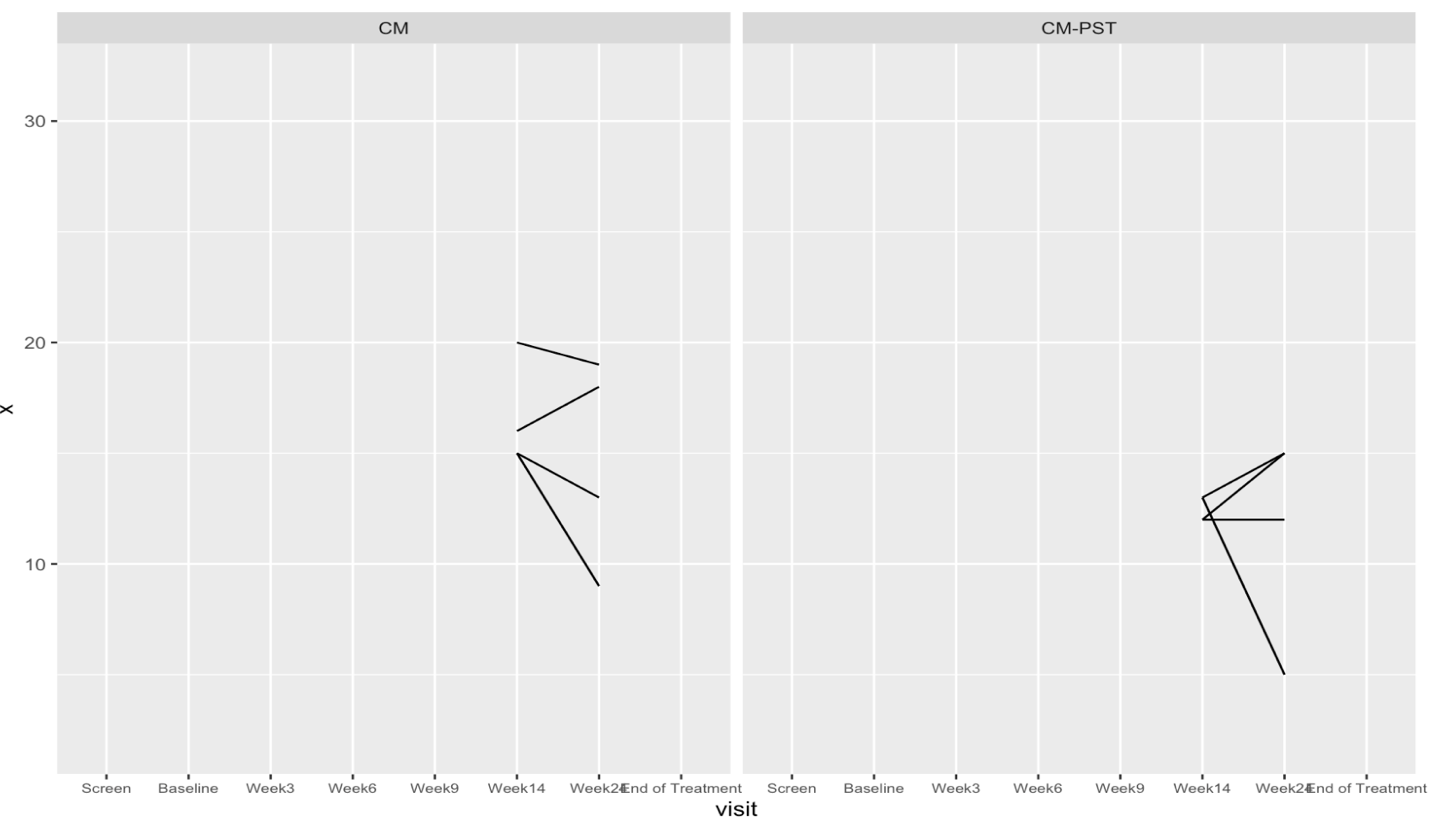 CM CM-PST
30
20
10
x
Screen Baseline Week3 Week6 Week9 Week14 Week24 End of Treatment Screen Baseline Week3 Week6 Week9 Week14 Week24 End of Treatment
visit